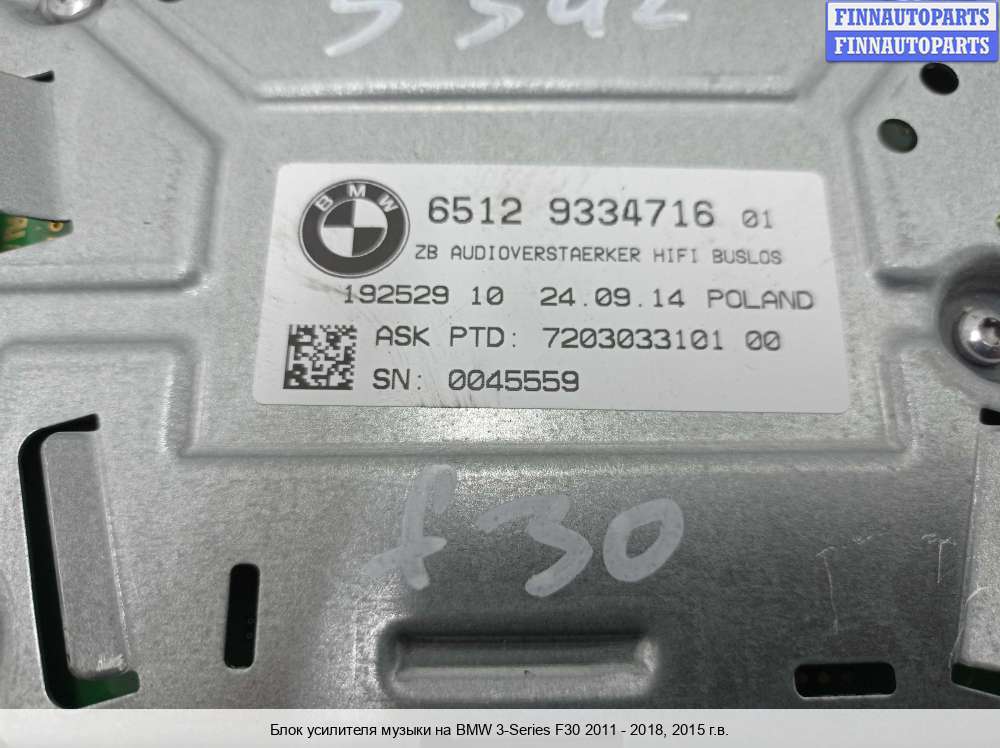 FINNAUTOPARTS
FINNAUTOPARTS
BMW
6512 9334716 01
ZB AUDIOVERSTAERKER HIFI BUSLOS
192529 10 24.09.14 POLAND
ASK PTD: 7203033101 00
SN: 0045559
f30
Блок усилителя музыки на BMW 3-Series F30 2011 - 2018, 2015 г.в.